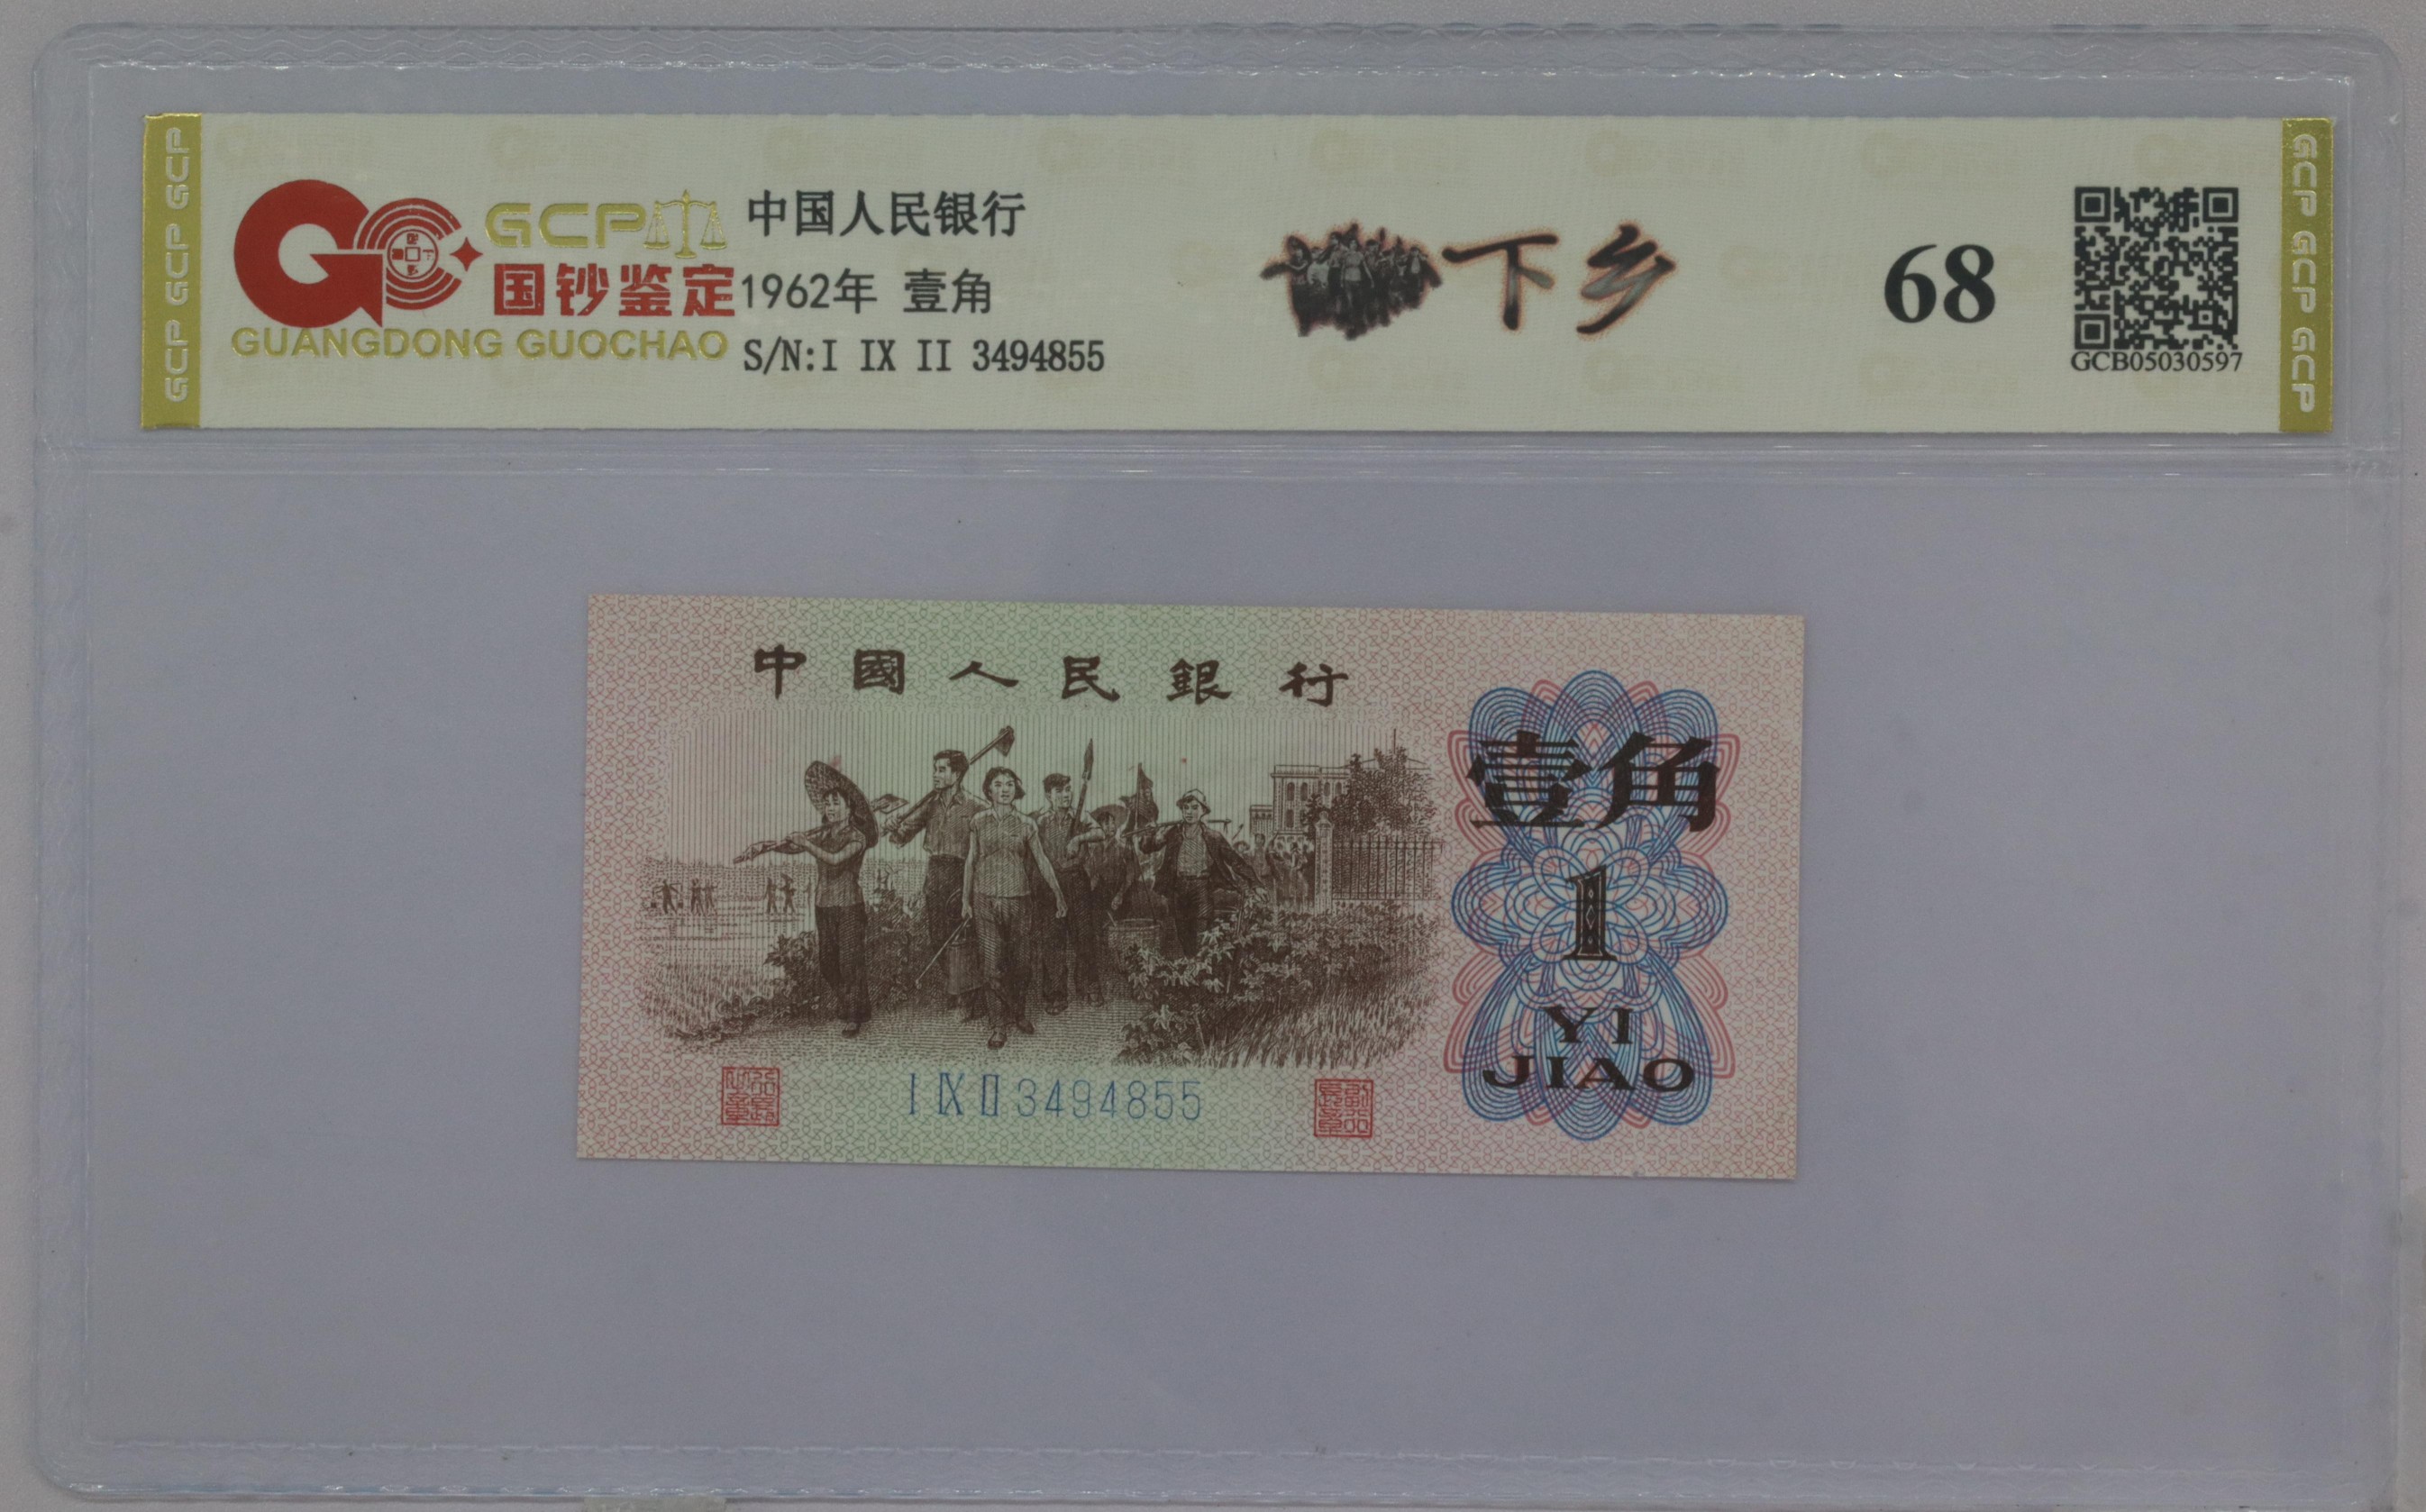 GCP GCP GCP
GCP
国钞鉴定
GUANGDONG GUOCHAO
中国人民银行
1962年 壹角
S/N:I IX II 3494855
下乡
68
GCB05030597
GCP GCP GCP
中國人民銀行
壹角
1
YI
JIAO
I IX II 3494855